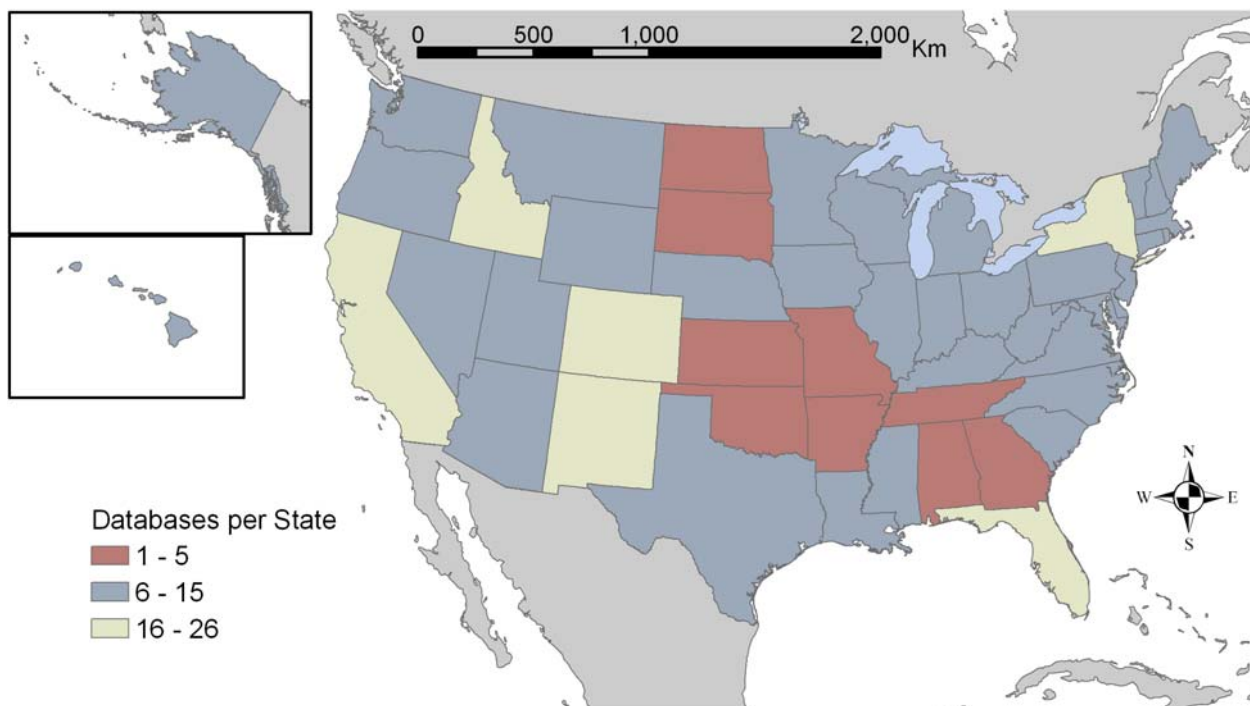 0 500 1,000 2,000 Km
N
W E
S
Databases per State
1 - 5
6 - 15
16 - 26